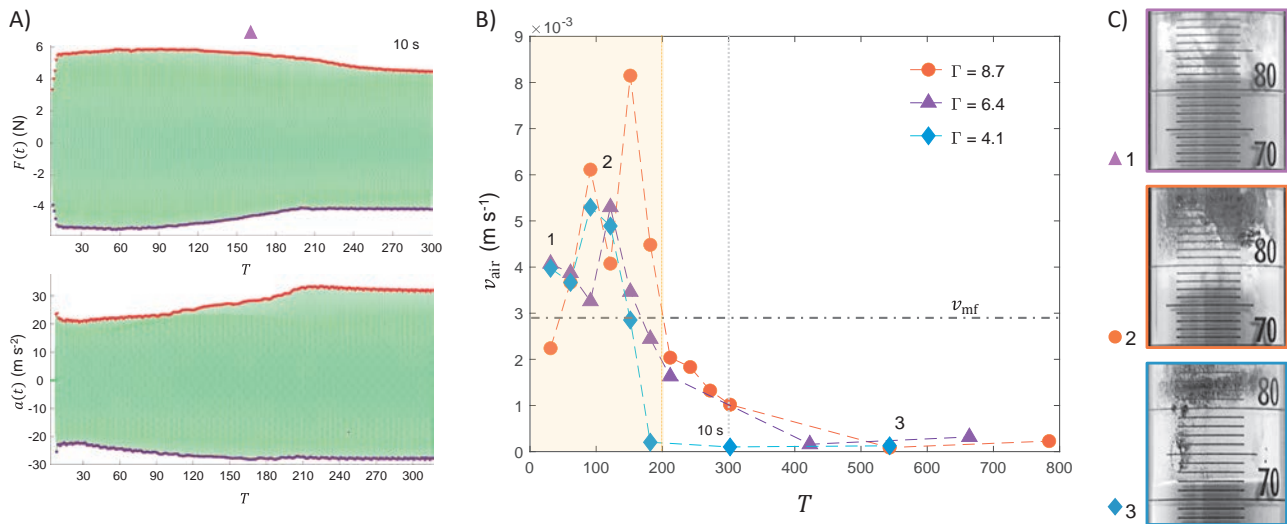 A)
10 s
6
4
2
0
-2
-4
F(t) (N)
30 60 90 120 150 180 210 240 270 300
T
30
20
10
0
-10
-20
-30
a(t) (m s⁻²)
30 60 90 120 150 180 210 240 270 300
T
B)
×10⁻³
9
8
7
6
5
4
3
2
1
0
v_air (m s⁻¹)
Γ = 8.7
Γ = 6.4
Γ = 4.1
1
2
v_mf
10 s
3
0 100 200 300 400 500 600 700 800
T
C)
80
70
1
80
70
2
80
70
3